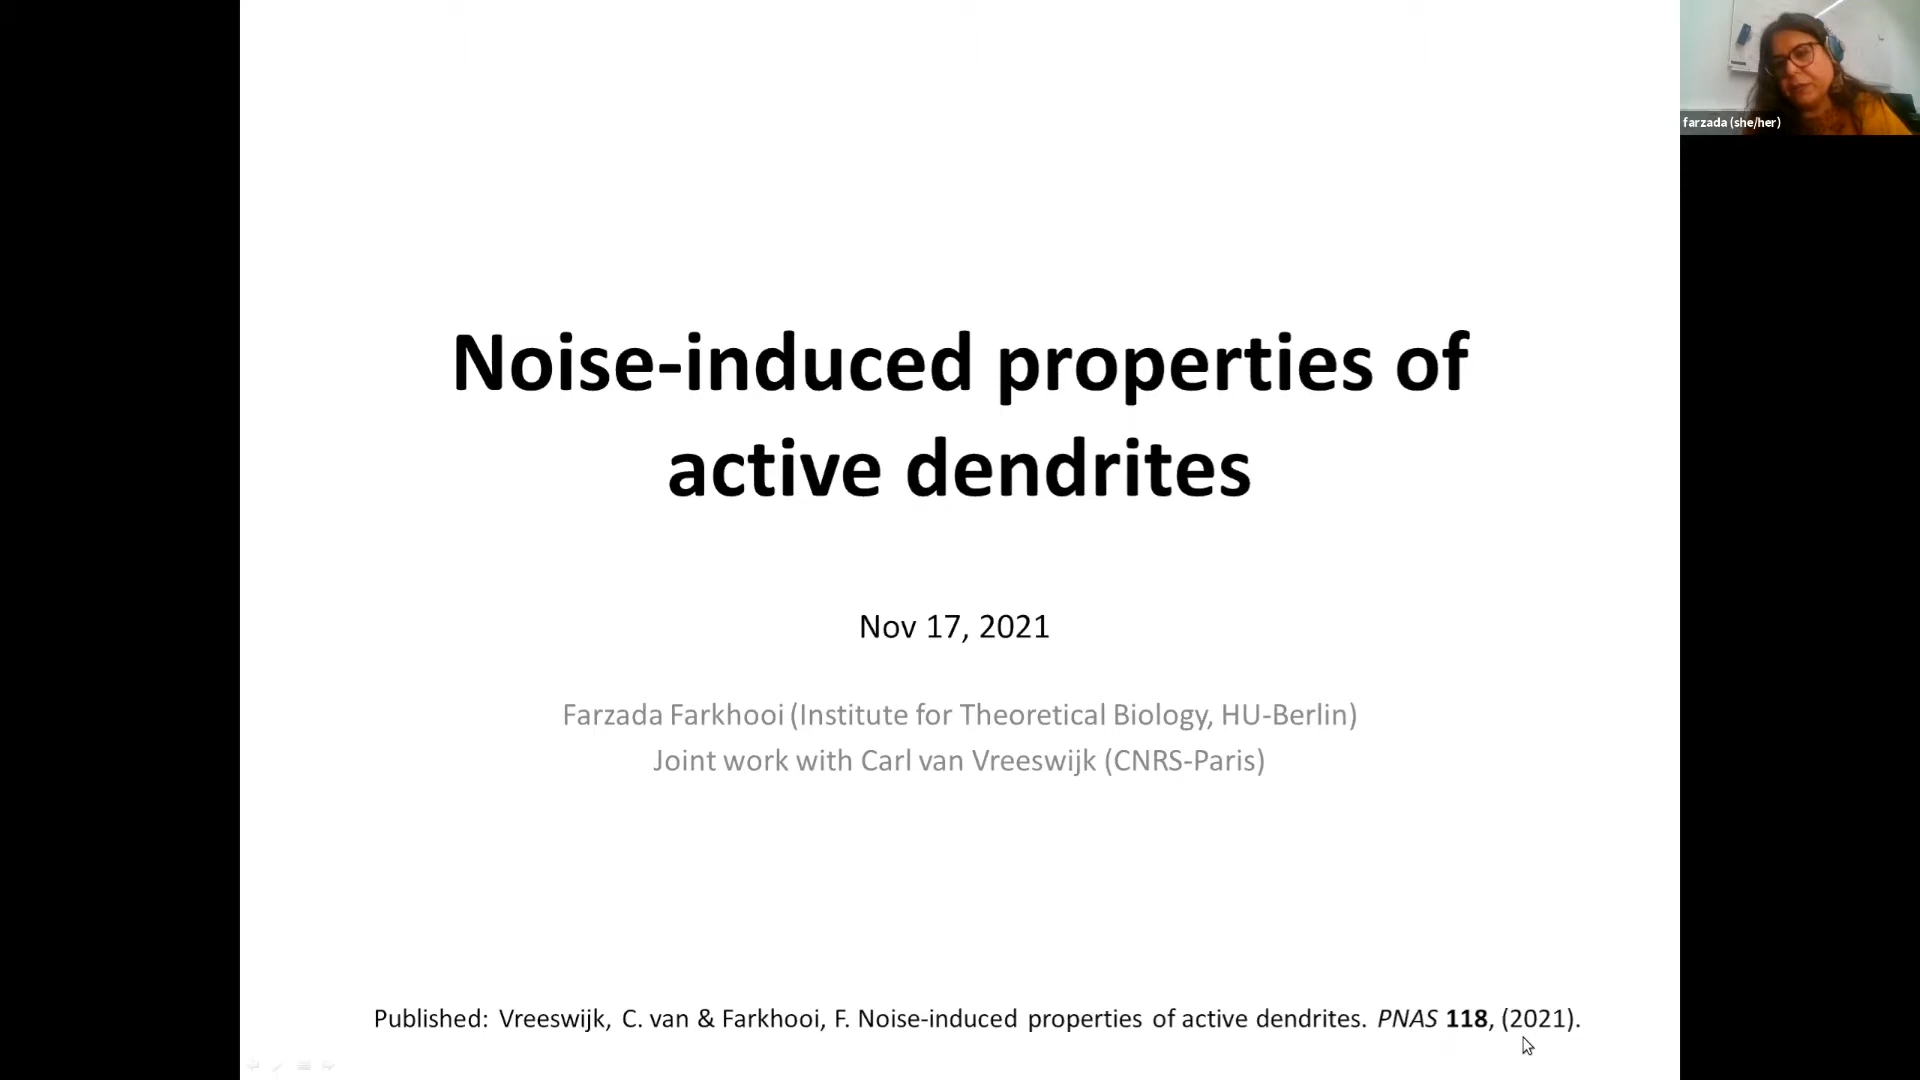 farzada (she/her)
Noise-induced properties of
active dendrites
Nov 17, 2021
Farzada Farkhooi (Institute for Theoretical Biology, HU-Berlin)
Joint work with Carl van Vreeswijk (CNRS-Paris)
Published: Vreeswijk, C. van & Farkhooi, F. Noise-induced properties of active dendrites. PNAS 118, (2021).